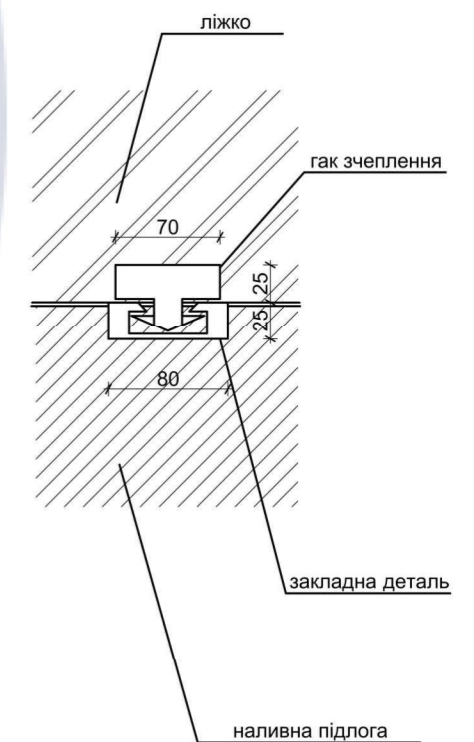 ліжко
гак зчеплення
70
25
25
80
закладна деталь
наливна підлога